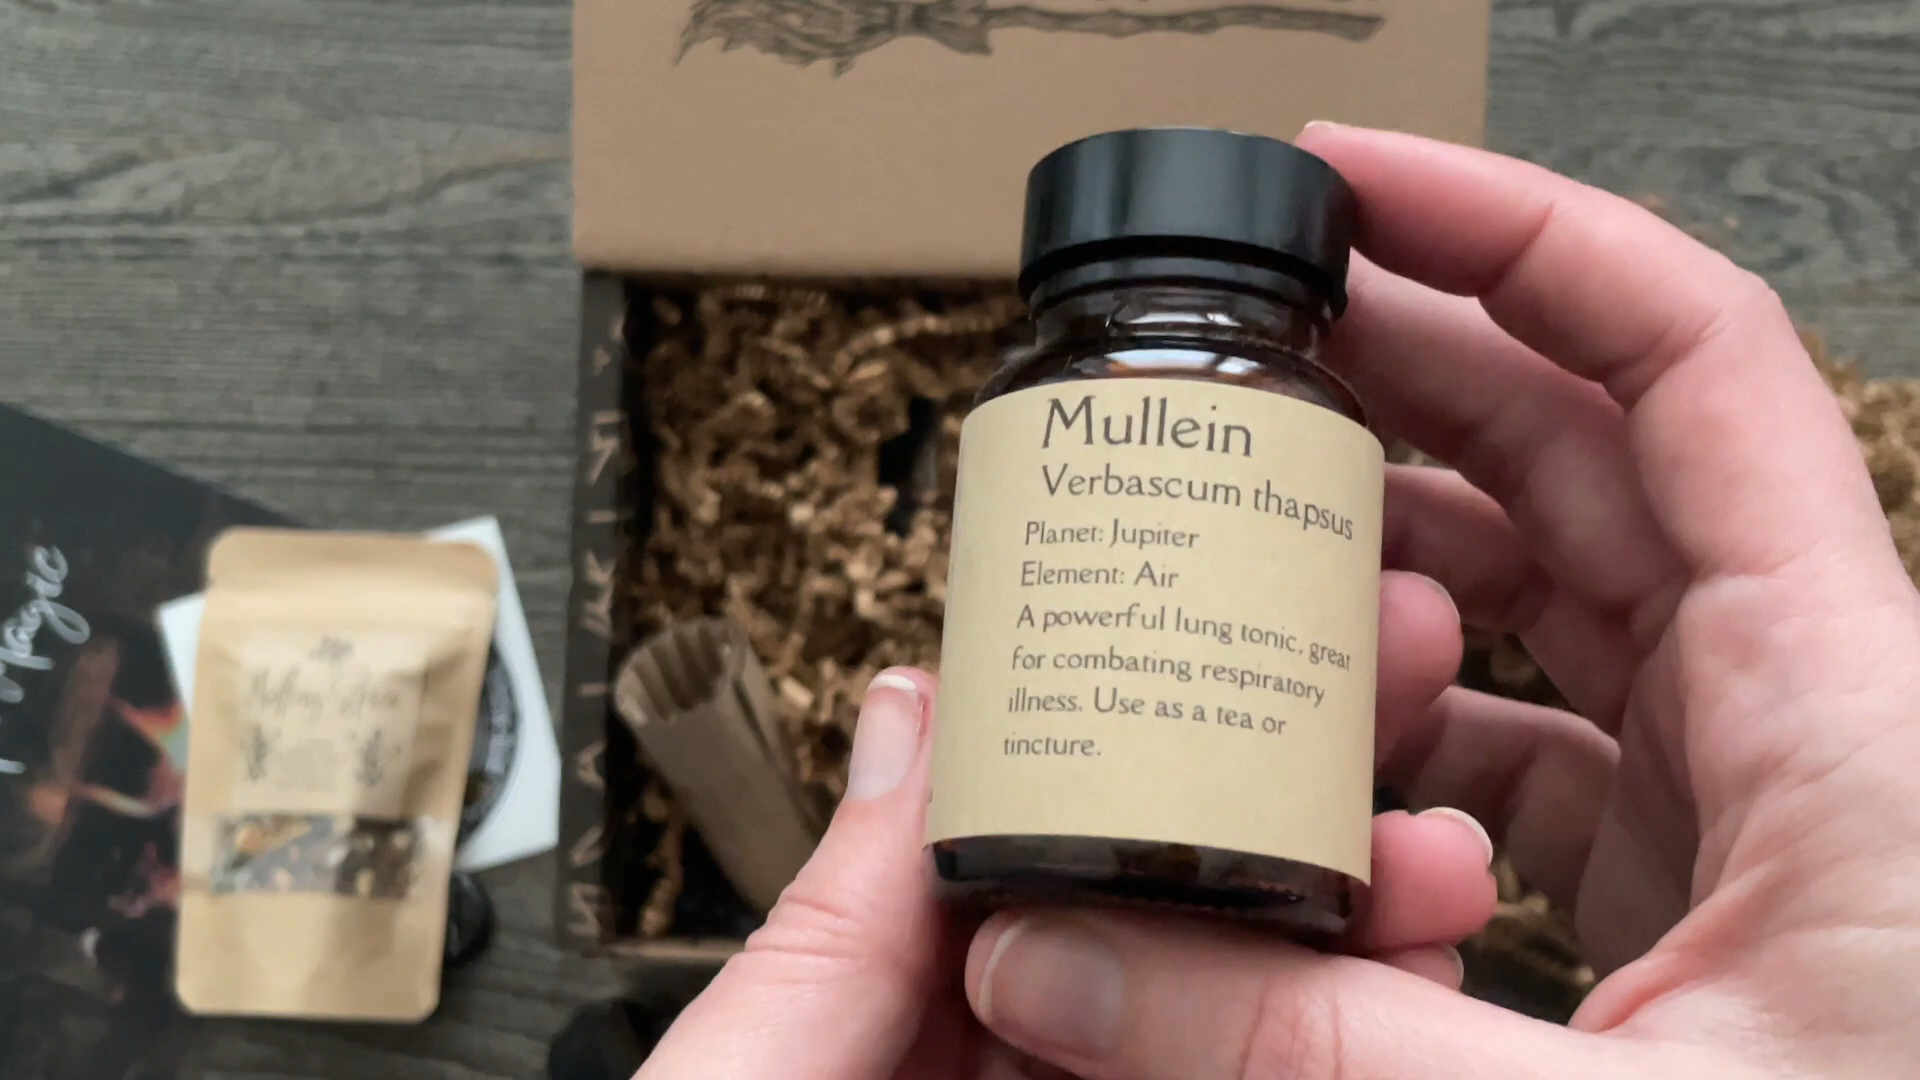 Mullein
Verbascum thapsus
Planet: Jupiter
Element: Air
A powerful lung tonic, great
for combating respiratory
illness. Use as a tea or
tincture.
Magic